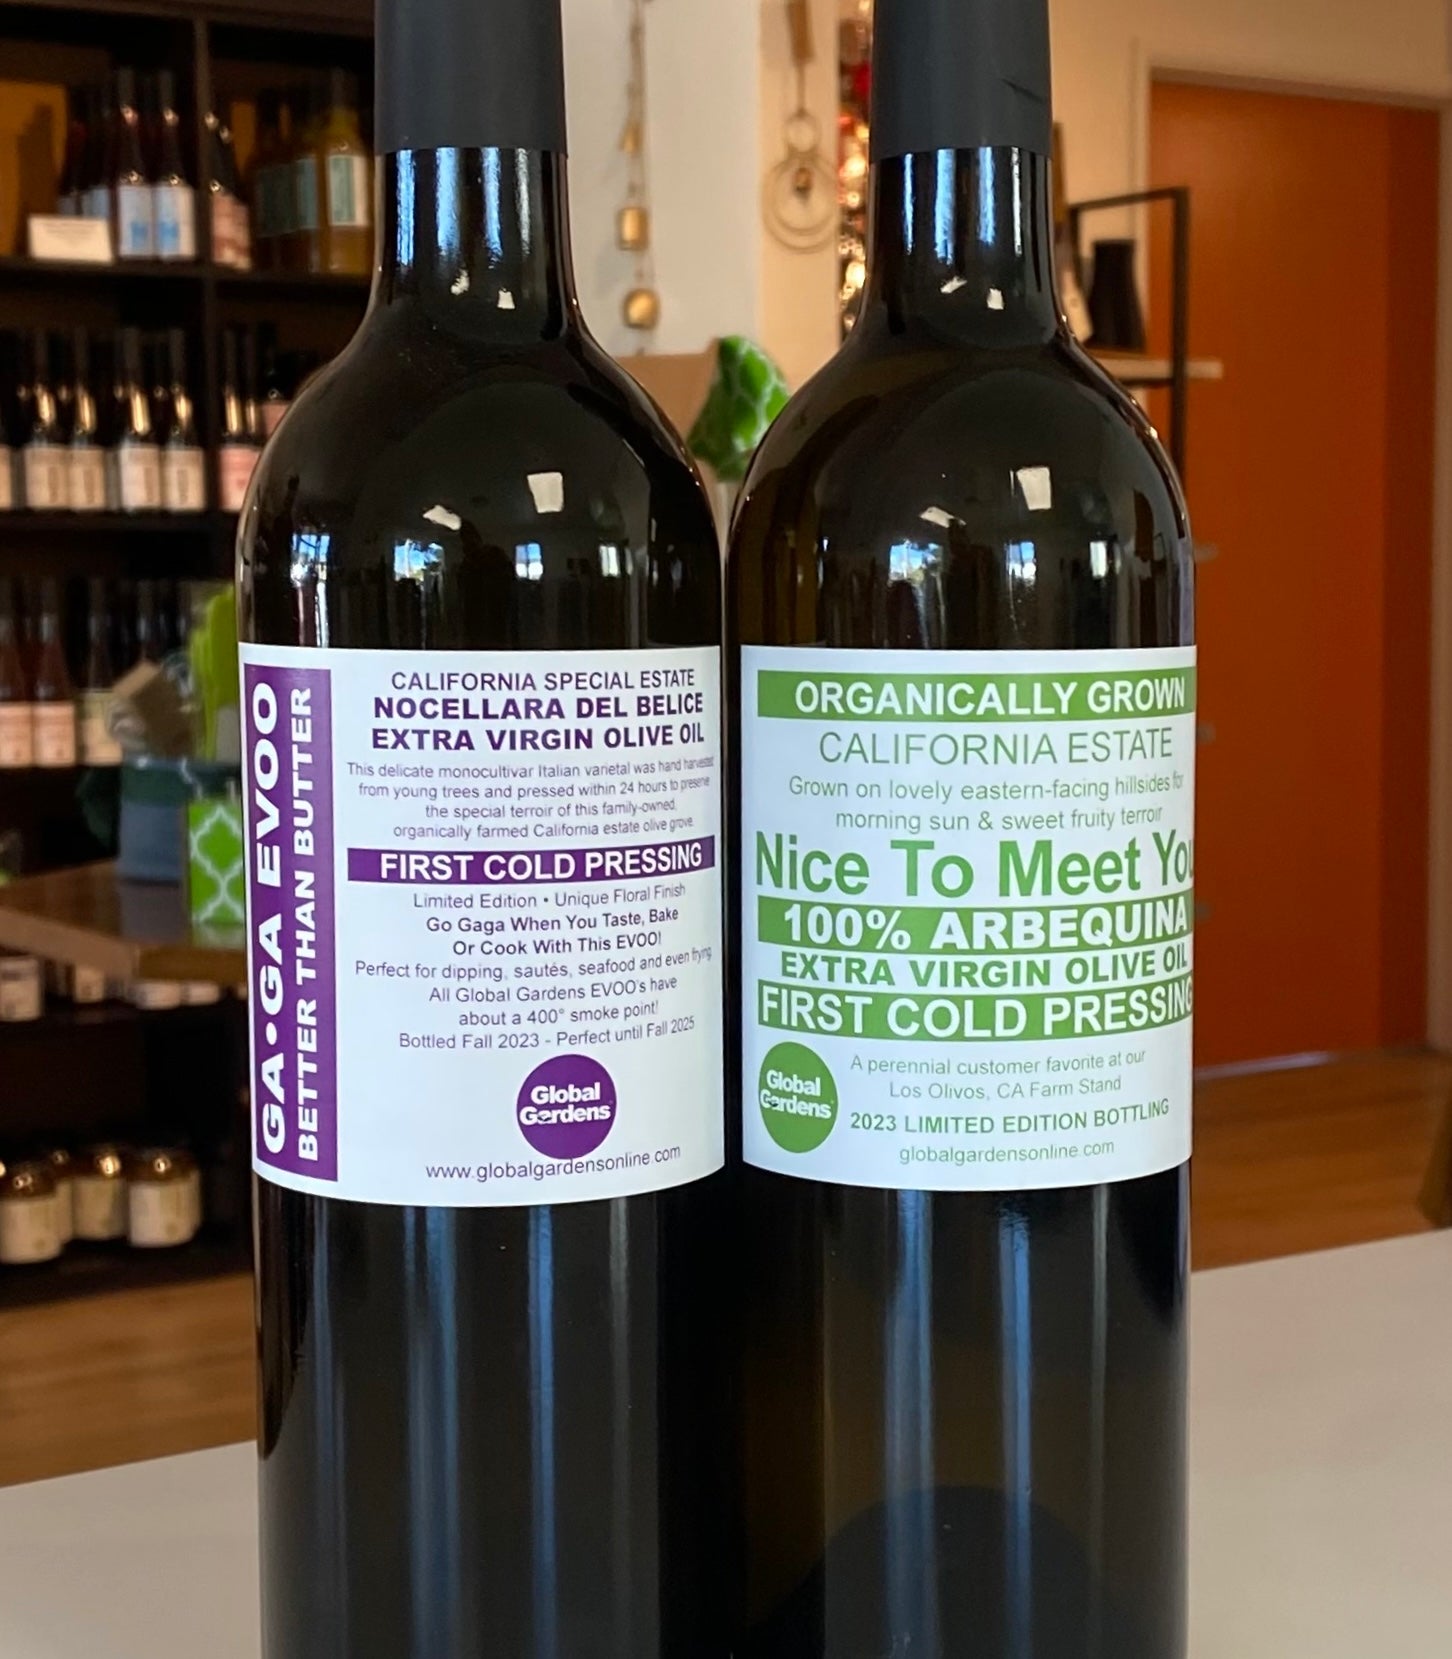 GA•GA EVOO
BETTER THAN BUTTER
CALIFORNIA SPECIAL ESTATE
NOCELLARA DEL BELICE
EXTRA VIRGIN OLIVE OIL
This delicate monocultivar Italian varietal was hand harvested
from young trees and pressed within 24 hours to preserve
the special terroir of this family-owned,
organically farmed California estate olive grove.
FIRST COLD PRESSING
Limited Edition • Unique Floral Finish
Go Gaga When You Taste, Bake
Or Cook With This EVOO!
Perfect for dipping, sautés, seafood and even frying.
All Global Gardens EVOO's have
about a 400° smoke point!
Bottled Fall 2023 - Perfect until Fall 2025
Global
Gardens
www.globalgardensonline.com
ORGANICALLY GROWN
CALIFORNIA ESTATE
Grown on lovely eastern-facing hillsides for
morning sun & sweet fruity terroir
Nice To Meet You
100% ARBEQUINA
EXTRA VIRGIN OLIVE OIL
FIRST COLD PRESSING
Global
Gardens
A perennial customer favorite at our
Los Olivos, CA Farm Stand
2023 LIMITED EDITION BOTTLING
globalgardensonline.com